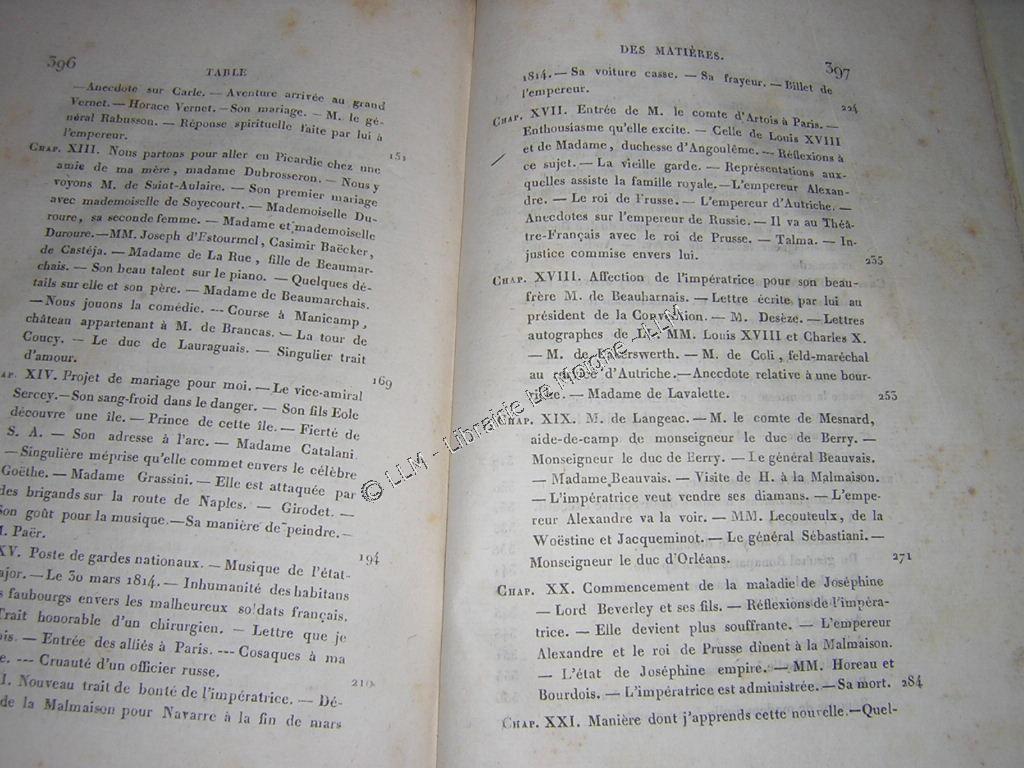 396
TABLE
—Anecdote sur Carle. — Aventure arrivée au grand
Vernet. — Horace Vernet. — Son mariage. — M. le gé-
néral Rabusson. — Réponse spirituelle faite par lui à
l'empereur. 151
CHAP. XIII. Nous partons pour aller en Picardie chez une
amie de ma mère, madame Dubrosseron. — Nous y
voyons M. de Saint-Aulaire. — Son premier mariage
avec mademoiselle de Soyecourt. — Mademoiselle Du-
roure, sa seconde femme. — Madame et mademoiselle
Duroure.—MM. Joseph d'Estourmel, Casimir Baëcker,
de Castéja. — Madame de La Rue, fille de Beaumar-
chais. — Son beau talent sur le piano. — Quelques dé-
tails sur elle et son père. — Madame de Beaumarchais.
—Nous jouons la comédie. — Course à Manicamp,
château appartenant à M. de Brancas. — La tour de
Coucy. — Le duc de Lauraguais. — Singulier trait
d'amour. 169
AP. XIV. Projet de mariage pour moi. — Le vice-amiral
Sercey.—Son sang-froid dans le danger. — Son fils Eole
découvre une île. — Prince de cette île. — Fierté de
S. A. — Son adresse à l'arc. — Madame Catalani.
—Singulière méprise qu'elle commet envers le célèbre
Goëthe. — Madame Grassini. — Elle est attaquée par
des brigands sur la route de Naples. — Girodet. —
Son goût pour la musique.—Sa manière de peindre.—
M. Paër. 194
XV. Poste de gardes nationaux. — Musique de l'état-
major. — Le 30 mars 1814. — Inhumanité des habitans
s faubourgs envers les malheureux soldats français.
Trait honorable d'un chirurgien. — Lettre que je
ois. — Entrée des alliés à Paris. --- Cosaques à ma
e. --- Cruauté d'un officier russe. 210
I. Nouveau trait de bonté de l'impératrice. — Dé-
de la Malmaison pour Navarre à la fin de mars
DES MATIÈRES. 397
1814. — Sa voiture casse. — Sa frayeur. — Billet de
l'empereur. 224
CHAP. XVII. Entrée de M. le comte d'Artois à Paris. —
Enthousiasme qu'elle excite. — Celle de Louis XVIII
et de Madame, duchesse d'Angoulême. — Réflexions à
ce sujet. — La vieille garde. — Représentations aux-
quelles assiste la famille royale.—L'empereur Alexan-
dre. — Le roi de Prusse. — L'empereur d'Autriche. —
Anecdotes sur l'empereur de Russie. — Il va au Théâ-
tre-Français avec le roi de Prusse. — Talma. — In-
justice commise envers lui. 235
CHAP. XVIII. Affection de l'impératrice pour son beau-
frère M. de Beauharnais. — Lettre écrite par lui au
président de la Convention. — M. Desèze. — Lettres
autographes de LL. MM. Louis XVIII et Charles X.
— M. de — M. de Coli, feld-maréchal
au service d'Autriche.—Anecdote relative à une bour-
riche. — Madame de Lavalette. 253
CHAP. XIX. M. de Langeac. — M. le comte de Mesnard,
aide-de-camp de monseigneur le duc de Berry. —
Monseigneur le duc de Berry. — Le général Beauvais.
— Madame Beauvais. — Visite de H. à la Malmaison.
— L'impératrice veut vendre ses diamans. — L'empe-
reur Alexandre va la voir. — MM. Lecouteulx, de la
Woëstine et Jacqueminot. — Le général Sébastiani. —
Monseigneur le duc d'Orléans. 271
CHAP. XX. Commencement de la maladie de Joséphine
— Lord Beverley et ses fils. — Réflexions de l'impéra-
trice. — Elle devient plus souffrante. — L'empereur
Alexandre et le roi de Prusse dînent à la Malmaison.
— L'état de Joséphine empire. — MM. Horeau et
Bourdois. — L'impératrice est administrée. — Sa mort. 284
CHAP. XXI. Manière dont j'apprends cette nouvelle.—Quel-
© LLM - Librairie Le Moigne - LLM